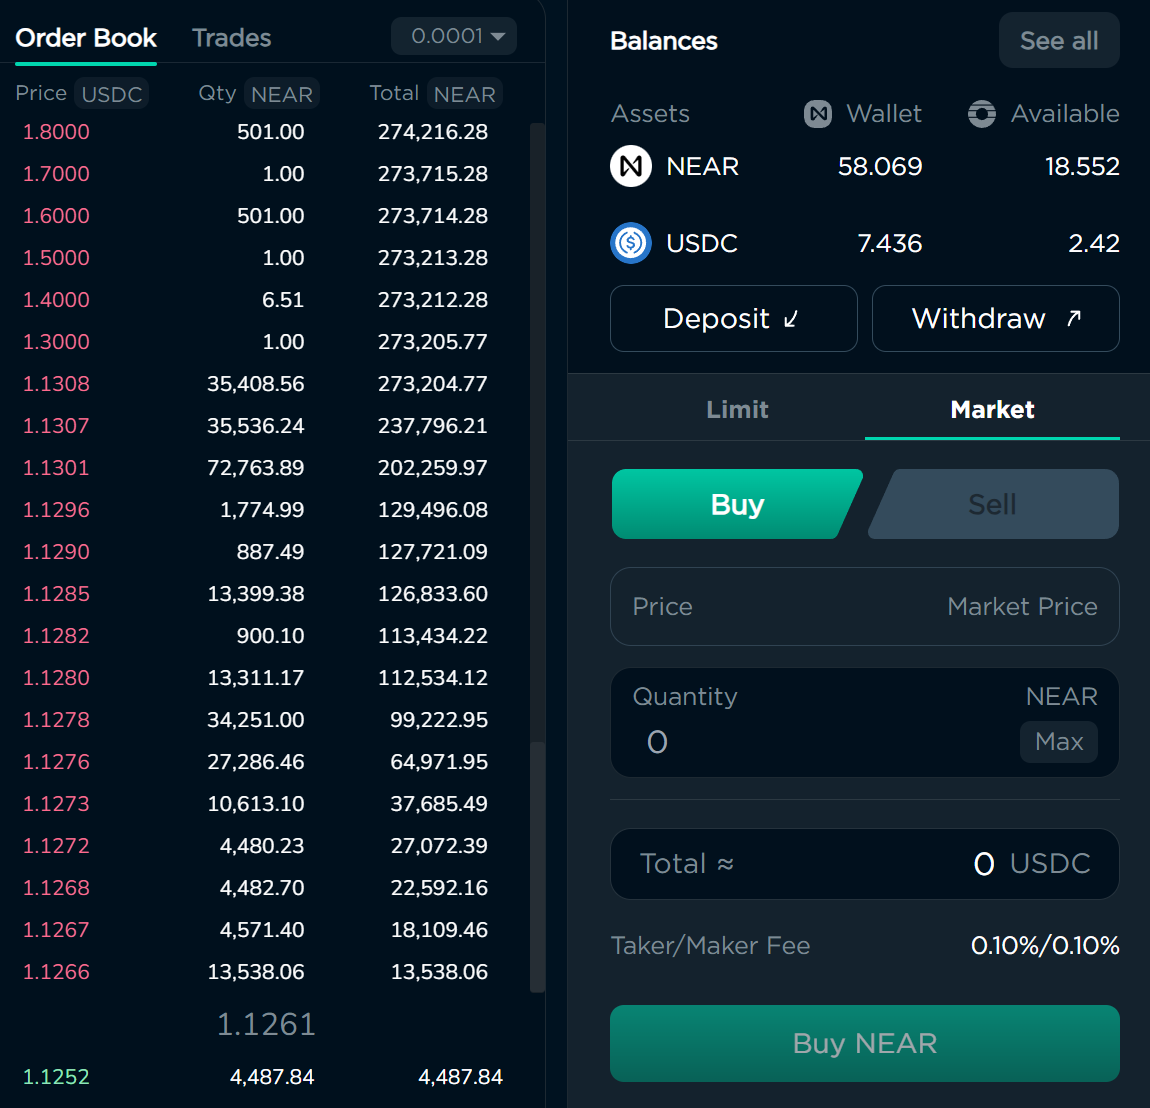 Order Book Trades 0.0001
Price USDC Qty NEAR Total NEAR
1.8000 501.00 274,216.28
1.7000 1.00 273,715.28
1.6000 501.00 273,714.28
1.5000 1.00 273,213.28
1.4000 6.51 273,212.28
1.3000 1.00 273,205.77
1.1308 35,408.56 273,204.77
1.1307 35,536.24 237,796.21
1.1301 72,763.89 202,259.97
1.1296 1,774.99 129,496.08
1.1290 887.49 127,721.09
1.1285 13,399.38 126,833.60
1.1282 900.10 113,434.22
1.1280 13,311.17 112,534.12
1.1278 34,251.00 99,222.95
1.1276 27,286.46 64,971.95
1.1273 10,613.10 37,685.49
1.1272 4,480.23 27,072.39
1.1268 4,482.70 22,592.16
1.1267 4,571.40 18,109.46
1.1266 13,538.06 13,538.06
1.1261
1.1252 4,487.84 4,487.84
Balances See all
Assets Wallet Available
NEAR 58.069 18.552
USDC 7.436 2.42
Deposit Withdraw
Limit Market
Buy Sell
Price Market Price
Quantity NEAR
0 Max
Total ≈ 0 USDC
Taker/Maker Fee 0.10%/0.10%
Buy NEAR